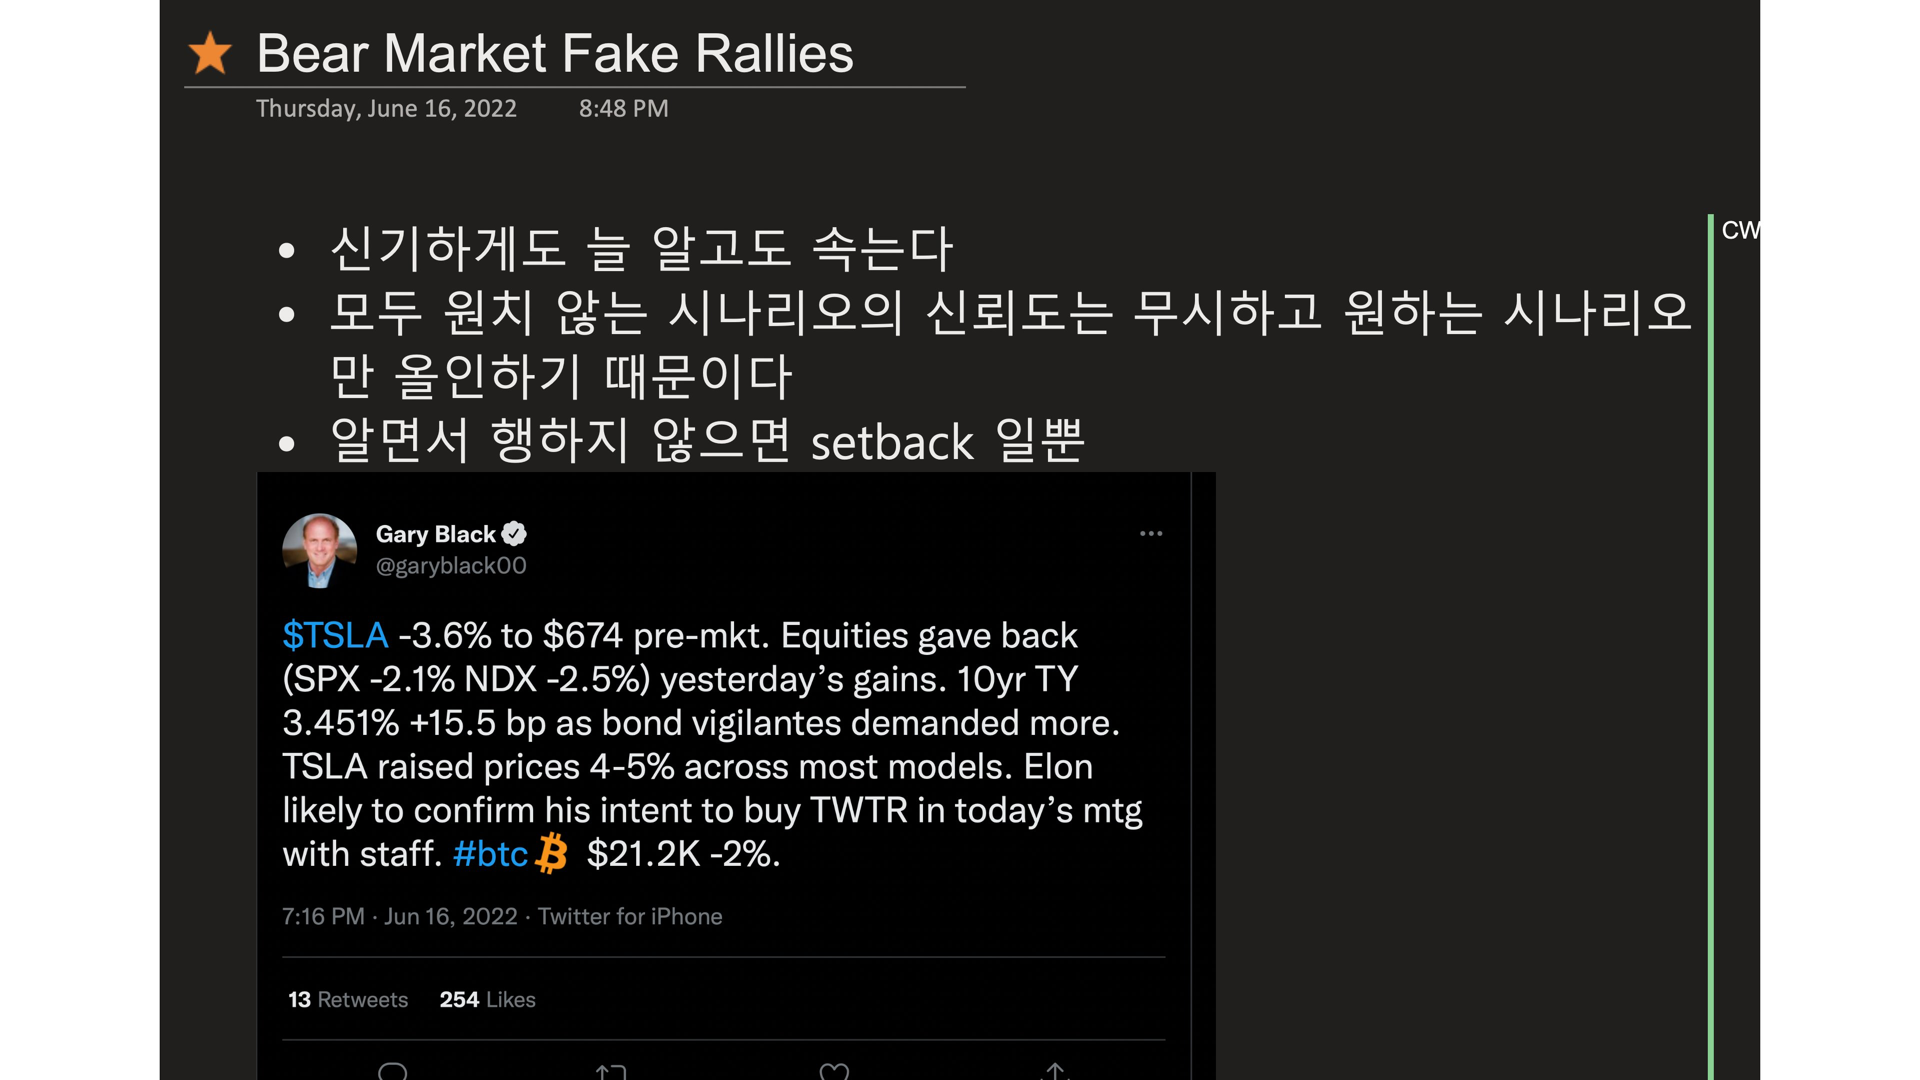 Bear Market Fake Rallies
Thursday, June 16, 2022 8:48 PM
CW
• 신기하게도 늘 알고도 속는다
• 모두 원치 않는 시나리오의 신뢰도는 무시하고 원하는 시나리오
만 올인하기 때문이다
• 알면서 행하지 않으면 setback 일뿐
Gary Black
@garyblack00
$TSLA -3.6% to $674 pre-mkt. Equities gave back
(SPX -2.1% NDX -2.5%) yesterday’s gains. 10yr TY
3.451% +15.5 bp as bond vigilantes demanded more.
TSLA raised prices 4-5% across most models. Elon
likely to confirm his intent to buy TWTR in today’s mtg
with staff. #btc $21.2K -2%.
7:16 PM · Jun 16, 2022 · Twitter for iPhone
13 Retweets 254 Likes